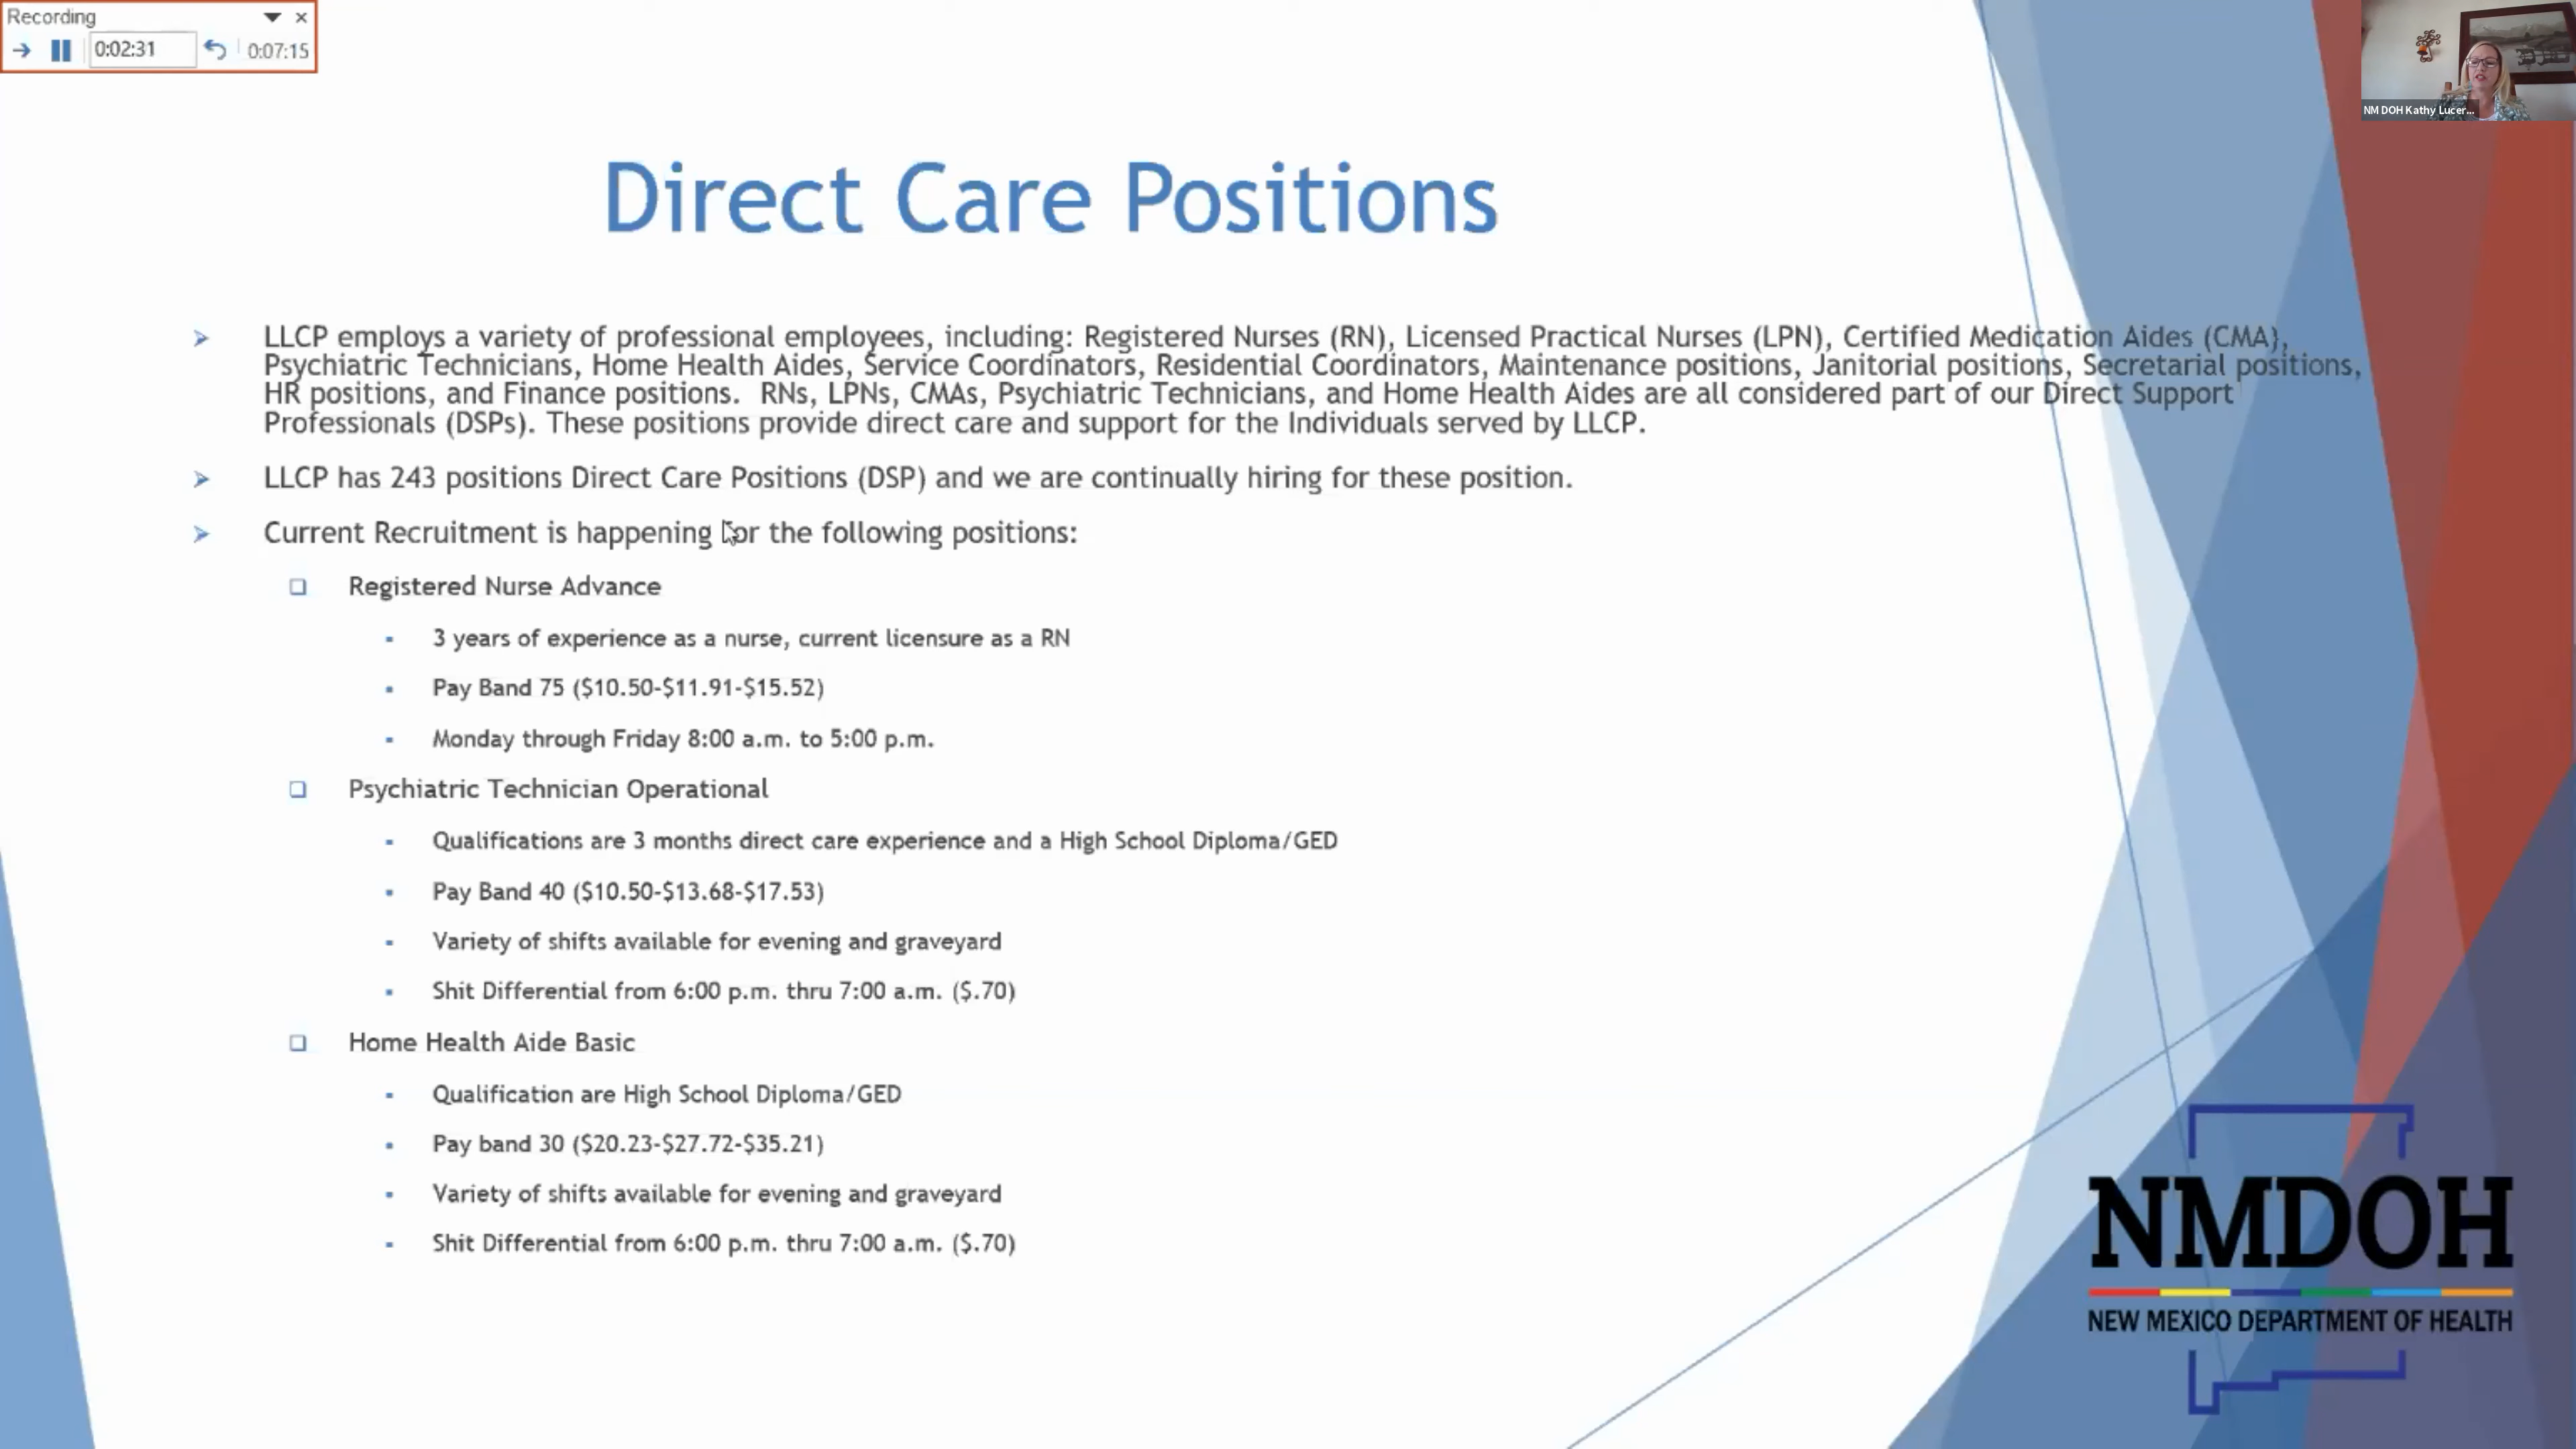 Recording
0:02:31 0:07:15
NM DOH Kathy Lucer...
Direct Care Positions
LLCP employs a variety of professional employees, including: Registered Nurses (RN), Licensed Practical Nurses (LPN), Certified Medication Aides (CMA),
Psychiatric Technicians, Home Health Aides, Service Coordinators, Residential Coordinators, Maintenance positions, Janitorial positions, Secretarial positions,
HR positions, and Finance positions. RNs, LPNs, CMAs, Psychiatric Technicians, and Home Health Aides are all considered part of our Direct Support
Professionals (DSPs). These positions provide direct care and support for the Individuals served by LLCP.
LLCP has 243 positions Direct Care Positions (DSP) and we are continually hiring for these position.
Current Recruitment is happening for the following positions:
Registered Nurse Advance
3 years of experience as a nurse, current licensure as a RN
Pay Band 75 ($10.50-$11.91-$15.52)
Monday through Friday 8:00 a.m. to 5:00 p.m.
Psychiatric Technician Operational
Qualifications are 3 months direct care experience and a High School Diploma/GED
Pay Band 40 ($10.50-$13.68-$17.53)
Variety of shifts available for evening and graveyard
Shit Differential from 6:00 p.m. thru 7:00 a.m. ($.70)
Home Health Aide Basic
Qualification are High School Diploma/GED
Pay band 30 ($20.23-$27.72-$35.21)
Variety of shifts available for evening and graveyard
Shit Differential from 6:00 p.m. thru 7:00 a.m. ($.70)
NMDOH
NEW MEXICO DEPARTMENT OF HEALTH